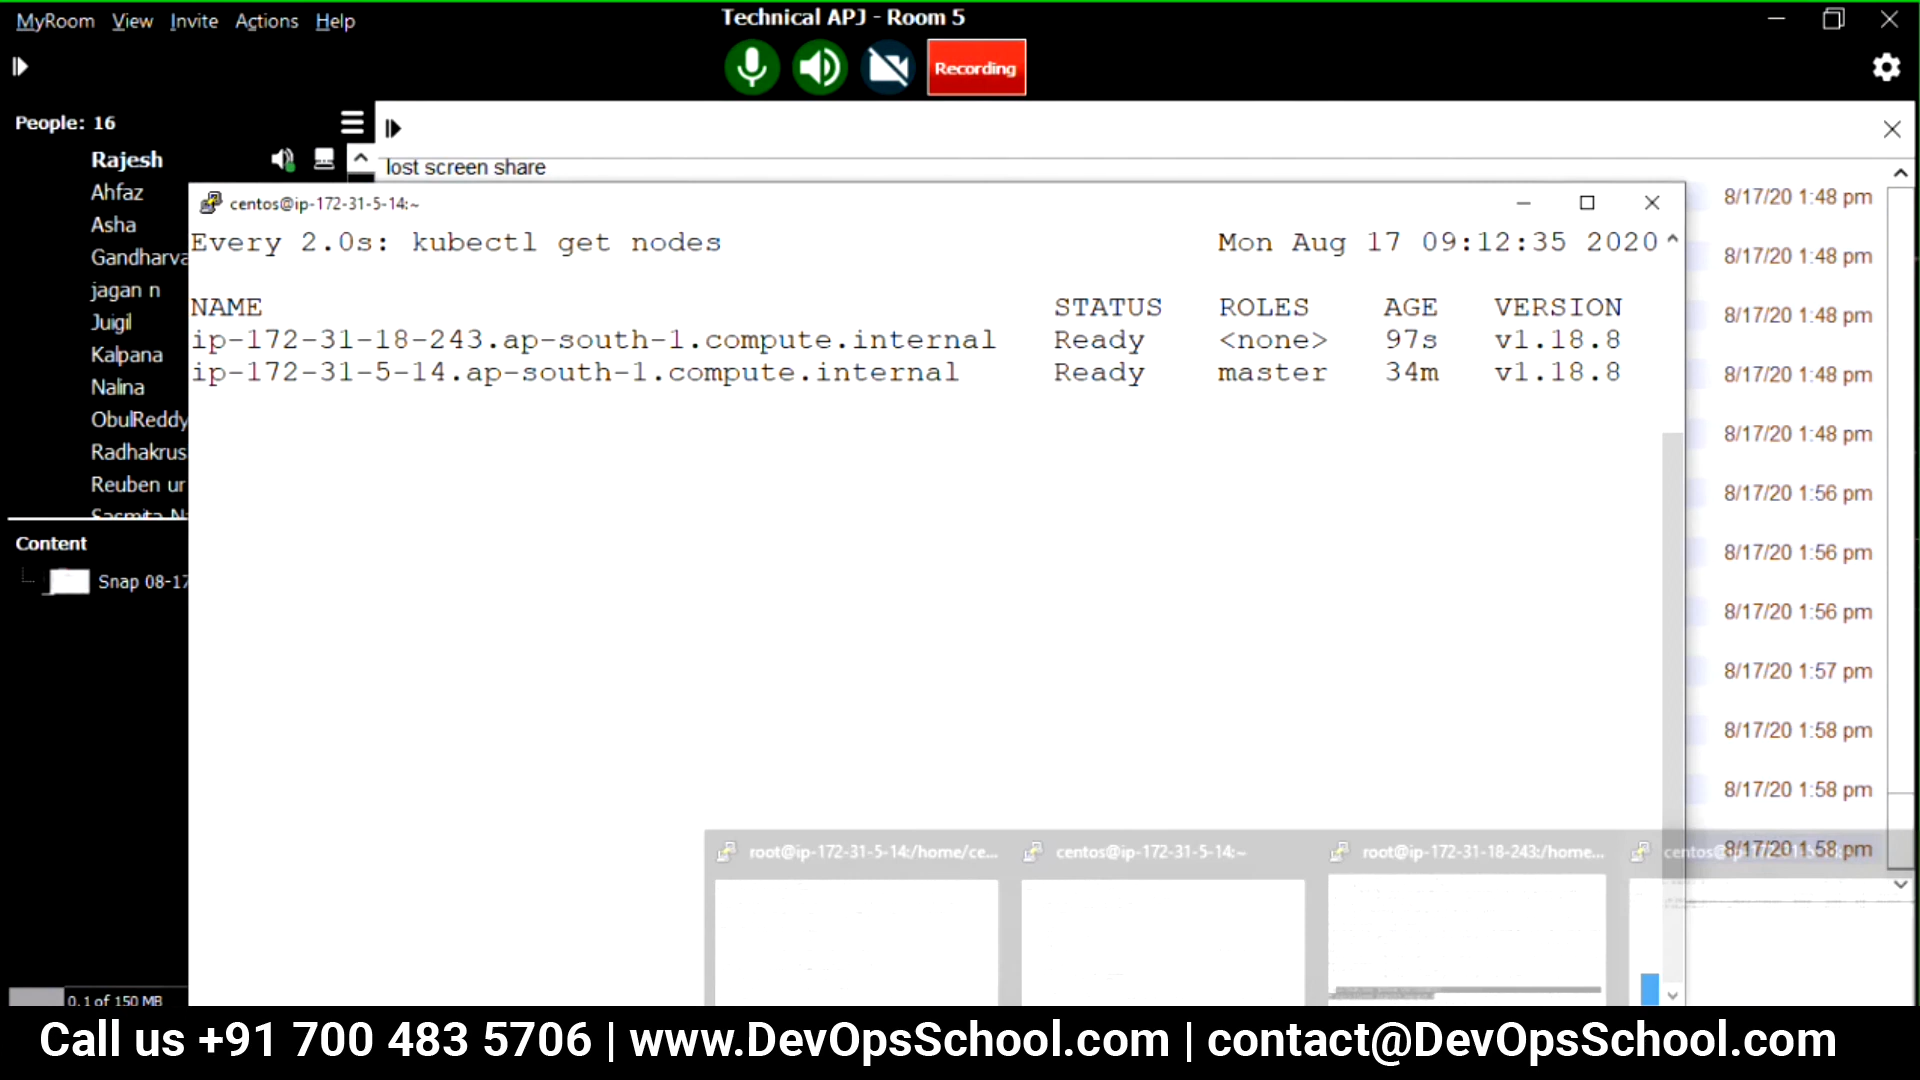 MyRoom View Invite Actions Help
Technical APJ - Room 5
Recording
People: 16
Rajesh
Ahfaz
Asha
Gandharva
jagan n
Juigil
Kalpana
Nalina
ObulReddy
Radhakrus
Reuben ur
Sasmita N
Content
Snap 08-17
0.1 of 150 MB
lost screen share
centos@ip-172-31-5-14:~
Every 2.0s: kubectl get nodes Mon Aug 17 09:12:35 2020
NAME STATUS ROLES AGE VERSION
ip-172-31-18-243.ap-south-1.compute.internal Ready <none> 97s v1.18.8
ip-172-31-5-14.ap-south-1.compute.internal Ready master 34m v1.18.8
8/17/20 1:48 pm
8/17/20 1:48 pm
8/17/20 1:48 pm
8/17/20 1:48 pm
8/17/20 1:48 pm
8/17/20 1:56 pm
8/17/20 1:56 pm
8/17/20 1:56 pm
8/17/20 1:57 pm
8/17/20 1:58 pm
8/17/20 1:58 pm
8/17/20 1:58 pm
root@ip-172-31-5-14:/home/ce... centos@ip-172-31-5-14:~ root@ip-172-31-18-243:/home...
Call us +91 700 483 5706 | www.DevOpsSchool.com | contact@DevOpsSchool.com